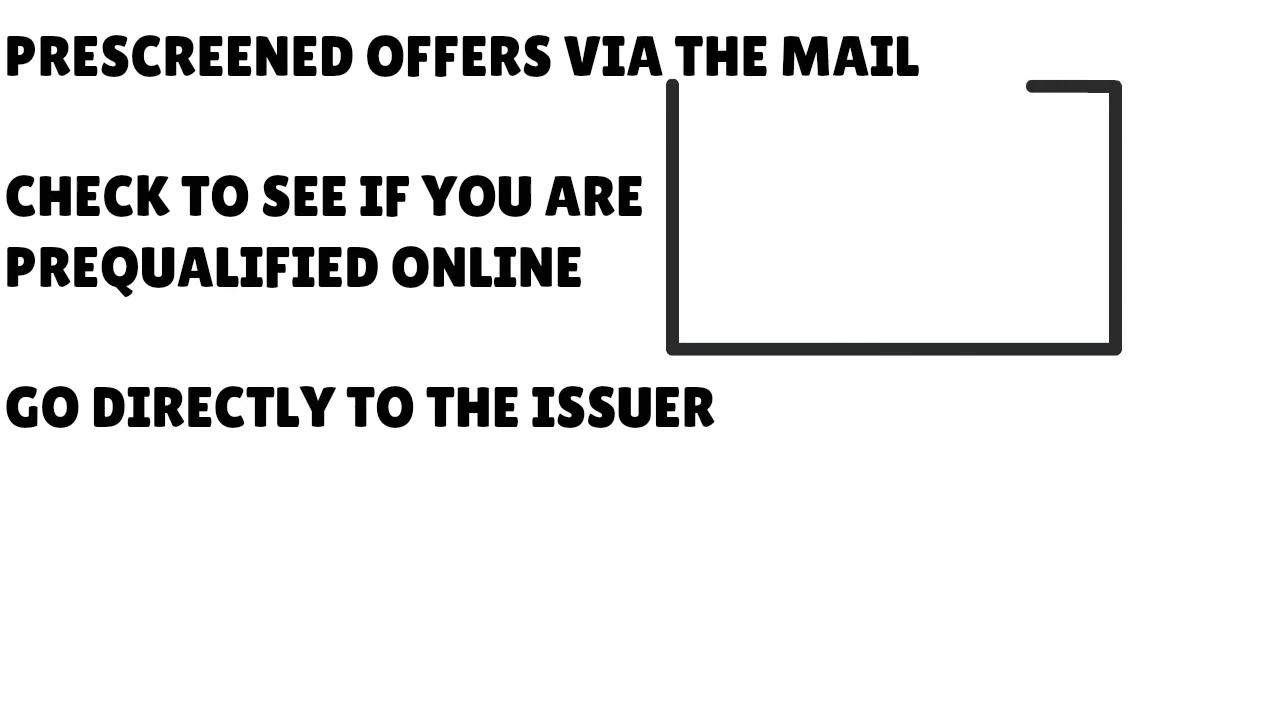 PRESCREENED OFFERS VIA THE MAIL
CHECK TO SEE IF YOU ARE
PREQUALIFIED ONLINE
GO DIRECTLY TO THE ISSUER